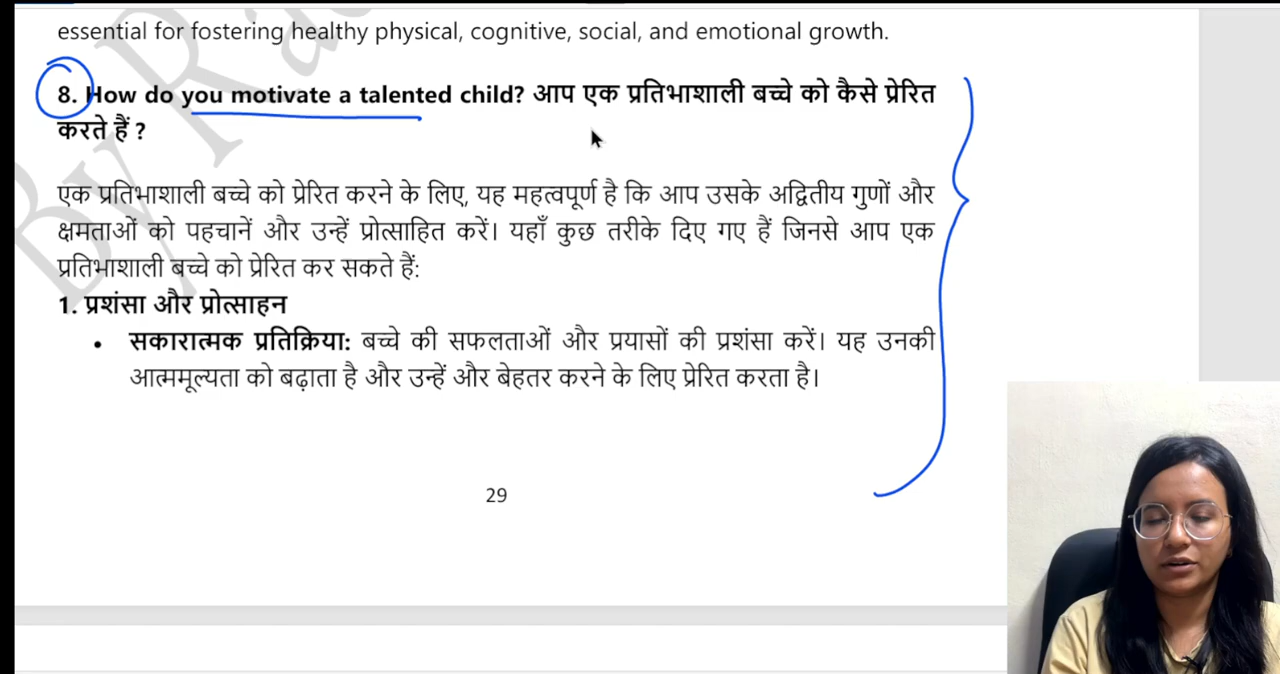 essential for fostering healthy physical, cognitive, social, and emotional growth.
8. How do you motivate a talented child? आप एक प्रतिभाशाली बच्चे को कैसे प्रेरित
करते हैं ?
एक प्रतिभाशाली बच्चे को प्रेरित करने के लिए, यह महत्वपूर्ण है कि आप उसके अद्वितीय गुणों और
क्षमताओं को पहचानें और उन्हें प्रोत्साहित करें। यहाँ कुछ तरीके दिए गए हैं जिनसे आप एक
प्रतिभाशाली बच्चे को प्रेरित कर सकते हैं:
1. प्रशंसा और प्रोत्साहन
• सकारात्मक प्रतिक्रिया: बच्चे की सफलताओं और प्रयासों की प्रशंसा करें। यह उनकी
आत्ममूल्यता को बढ़ाता है और उन्हें और बेहतर करने के लिए प्रेरित करता है।
29
By